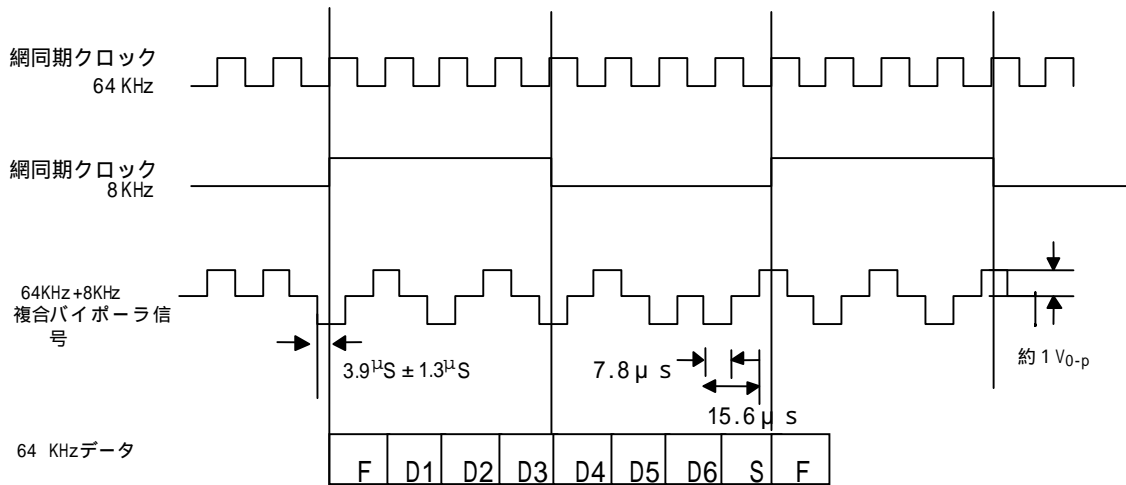 網同期クロック
64 KHz
網同期クロック
8 KHz
64KHz+8KHz
複合バイポーラ信
号
3.9μS ± 1.3μS
7.8μ s
15.6μ s
約 1 V0-p
64 KHzデータ
F D1 D2 D3 D4 D5 D6 S F